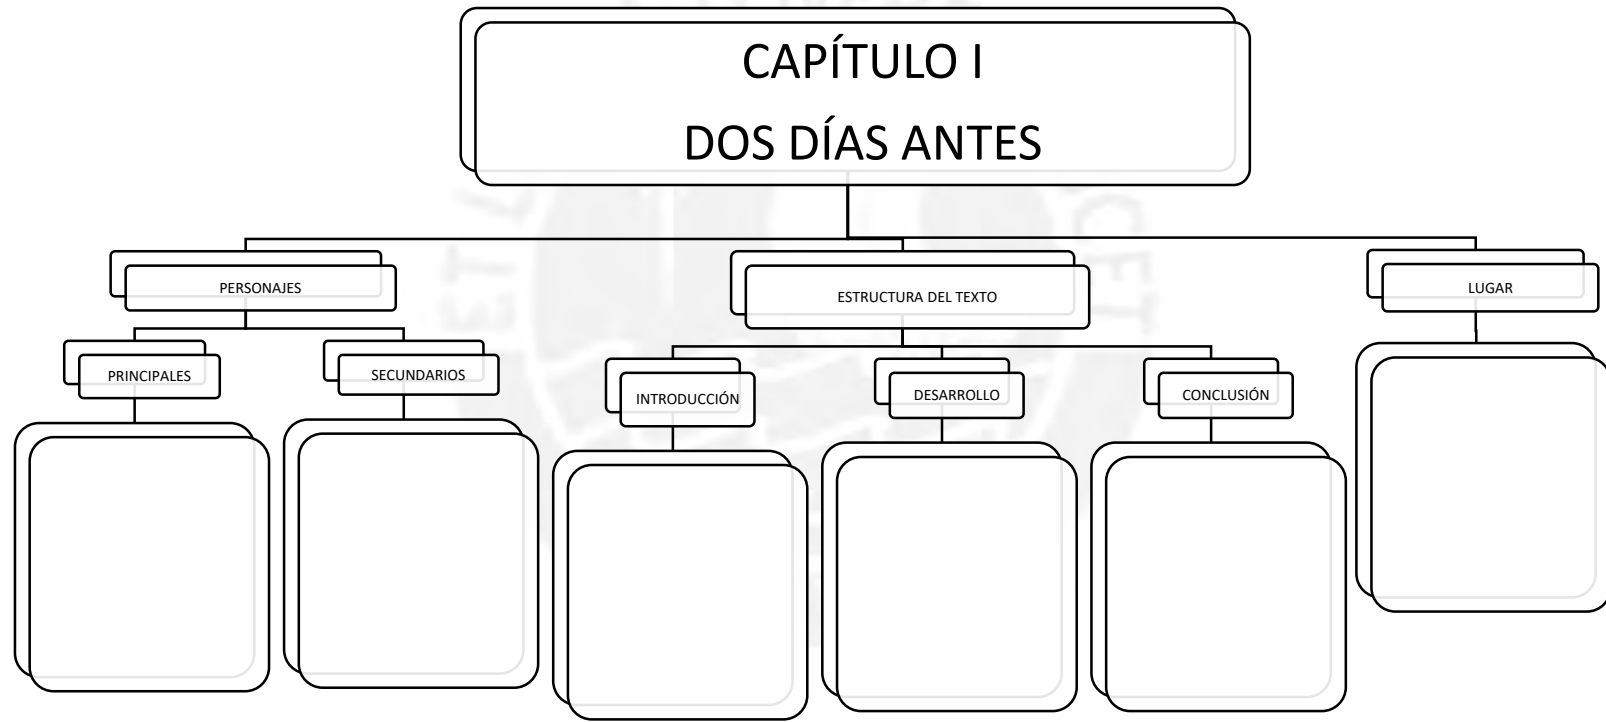 CAPÍTULO I
DOS DÍAS ANTES
PERSONAJES
ESTRUCTURA DEL TEXTO
LUGAR
PRINCIPALES
SECUNDARIOS
INTRODUCCIÓN
DESARROLLO
CONCLUSIÓN